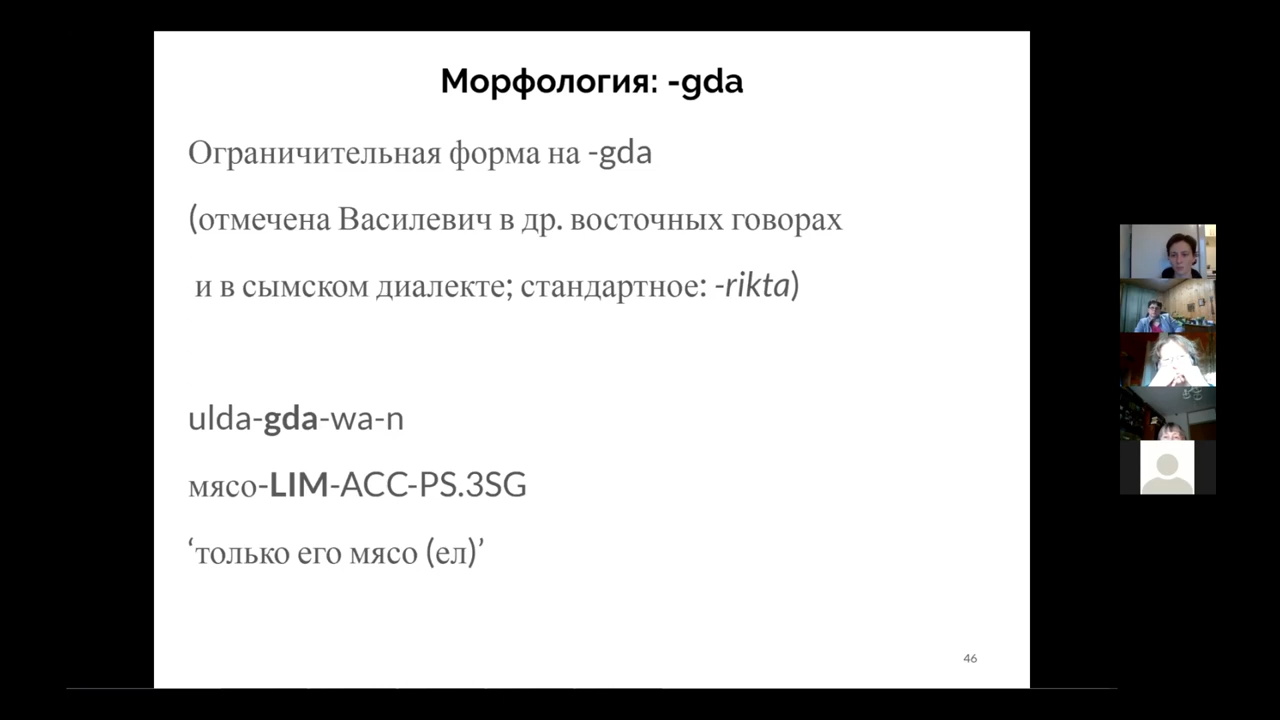 Морфология: -gda
Ограничительная форма на -gda
(отмечена Василевич в др. восточных говорах
и в сымском диалекте; стандартное: -rikta)
ulda-gda-wa-n
мясо-LIM-ACC-PS.3SG
‘только его мясо (ел)’
46